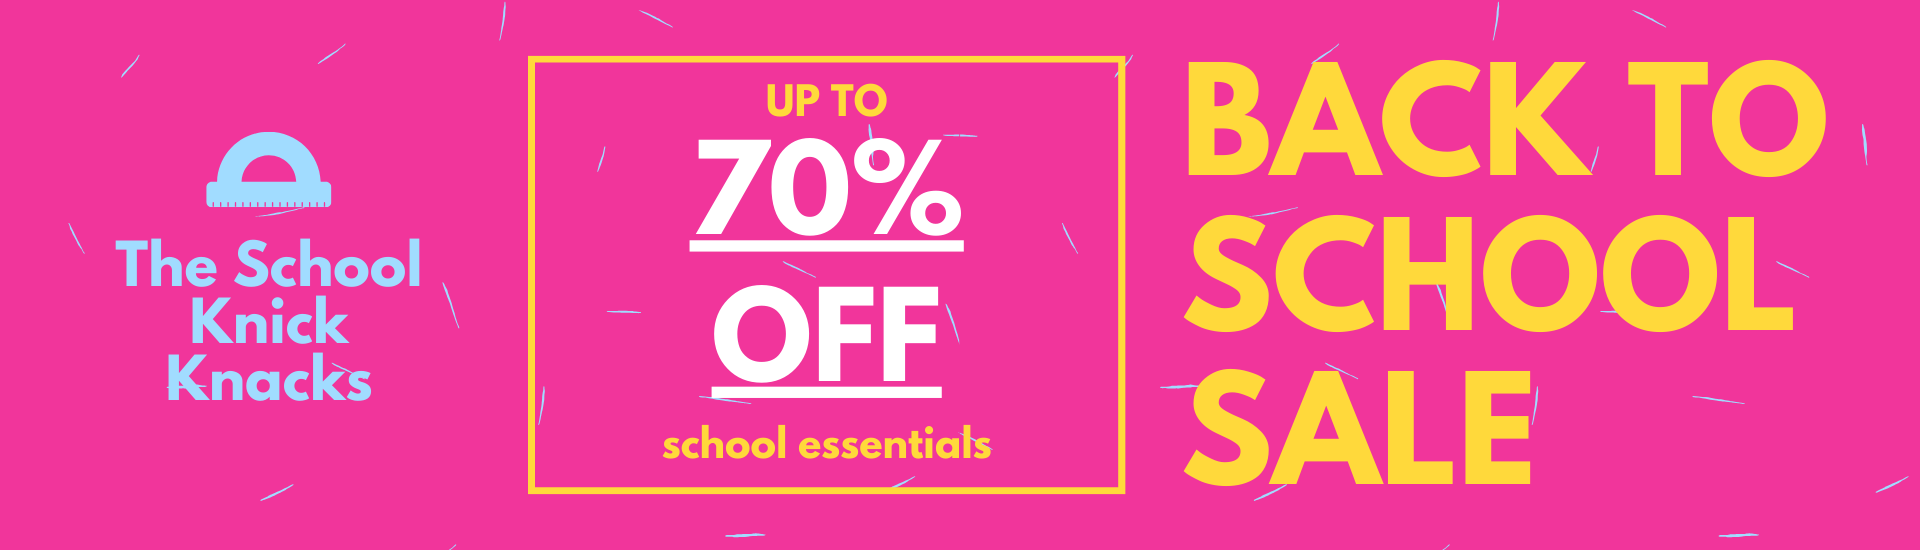 The School
Knick
Knacks
UP TO
70%
OFF
school essentials
BACK TO
SCHOOL
SALE